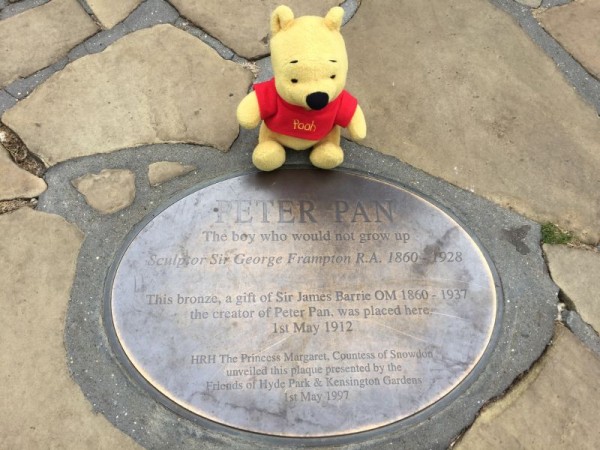 Pooh
PETER PAN
The boy who would not grow up
Sculptor Sir George Frampton R.A. 1860 - 1928
This bronze, a gift of Sir James Barrie OM 1860 - 1937
the creator of Peter Pan, was placed here
1st May 1912
HRH The Princess Margaret, Countess of Snowdon
unveiled this plaque presented by the
Friends of Hyde Park & Kensington Gardens
1st May 1997